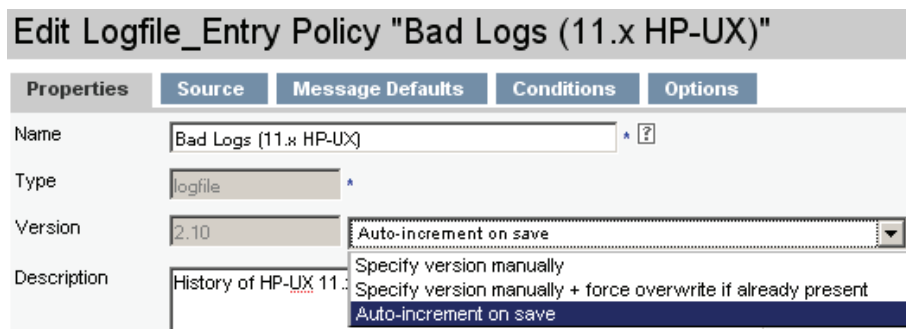 Edit Logfile_Entry Policy "Bad Logs (11.x HP-UX)"
Properties Source Message Defaults Conditions Options
Name Bad Logs (11.x HP-UX) * ?
Type logfile *
Version 2.10 Auto-increment on save
Specify version manually
Description History of HP-UX 11. Specify version manually + force overwrite if already present
Auto-increment on save